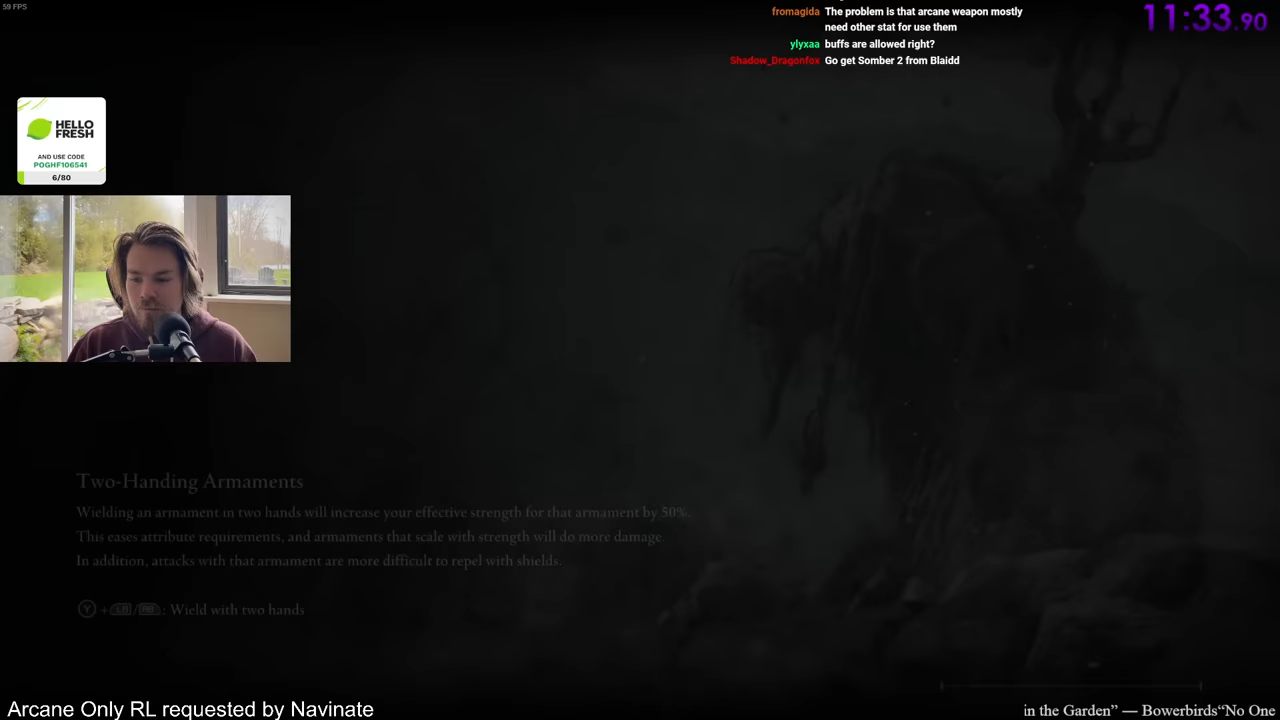 59 FPS
fromagida The problem is that arcane weapon mostly
need other stat for use them
ylyxaa buffs are allowed right?
Shadow_Dragonfox Go get Somber 2 from Blaidd
11:33.90
HELLO
FRESH
AND USE CODE
POGHF106541
6/80
Two-Handing Armaments
Wielding an armament in two hands will increase your effective strength for that armament by 50%.
This eases attribute requirements, and armaments that scale with strength will do more damage.
In addition, attacks with that armament are more difficult to repel with shields.
Y + LB / RB : Wield with two hands
Arcane Only RL requested by Navinate
in the Garden” — Bowerbirds“No One